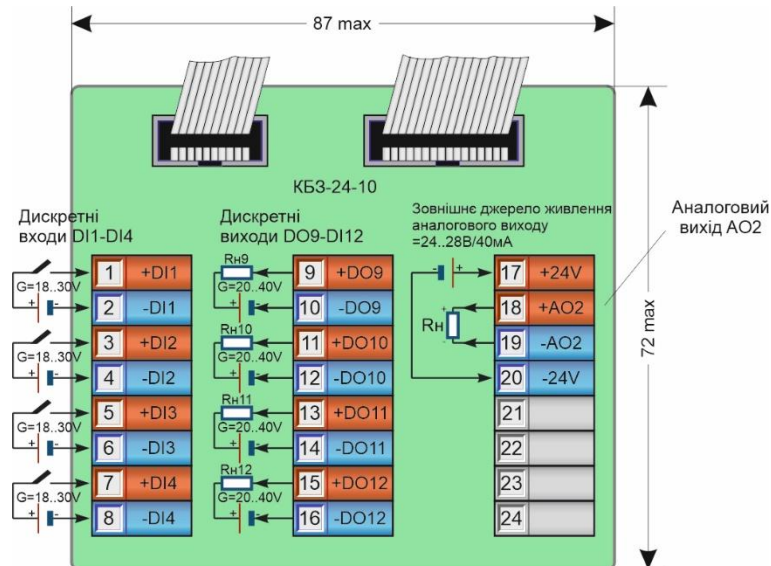 87 max
КБЗ-24-10
Дискретні
входи DI1-DI4
Дискретні
виходи DO9-DI12
Зовнішнє джерело живлення
аналогового виходу
=24..28В/40мА
Аналоговий
вихід АО2
72 max
G=18..30V
+ -
1 +DI1
2 -DI1
G=18..30V
+ -
3 +DI2
4 -DI2
G=18..30V
+ -
5 +DI3
6 -DI3
G=18..30V
+ -
7 +DI4
8 -DI4
Rн9
G=20..40V
+ -
9 +DO9
10 -DO9
Rн10
G=20..40V
+ -
11 +DO10
12 -DO10
Rн11
G=20..40V
+ -
13 +DO11
14 -DO11
Rн12
G=20..40V
+ -
15 +DO12
16 -DO12
- +
17 +24V
Rн
+
-
18 +AO2
19 -AO2
20 -24V
21
22
23
24